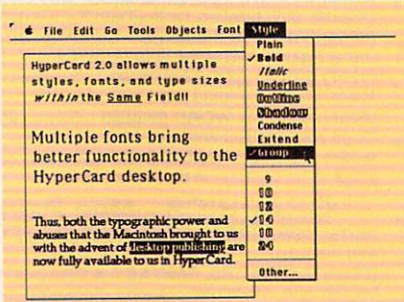 File Edit Go Tools Objects Font Style
HyperCard 2.0 allows multiple
styles, fonts, and type sizes
within the Same Field!!
Multiple fonts bring
better functionality to the
HyperCard desktop.
Thus, both the typographic power and
abuses that the Macintosh brought to us
with the advent of desktop publishing are
now fully available to us in HyperCard.
Plain
✓Bold
Italic
Underline
Outline
Shadow
Condense
Extend
✓Group
9
10
12
✓14
18
24
Other...